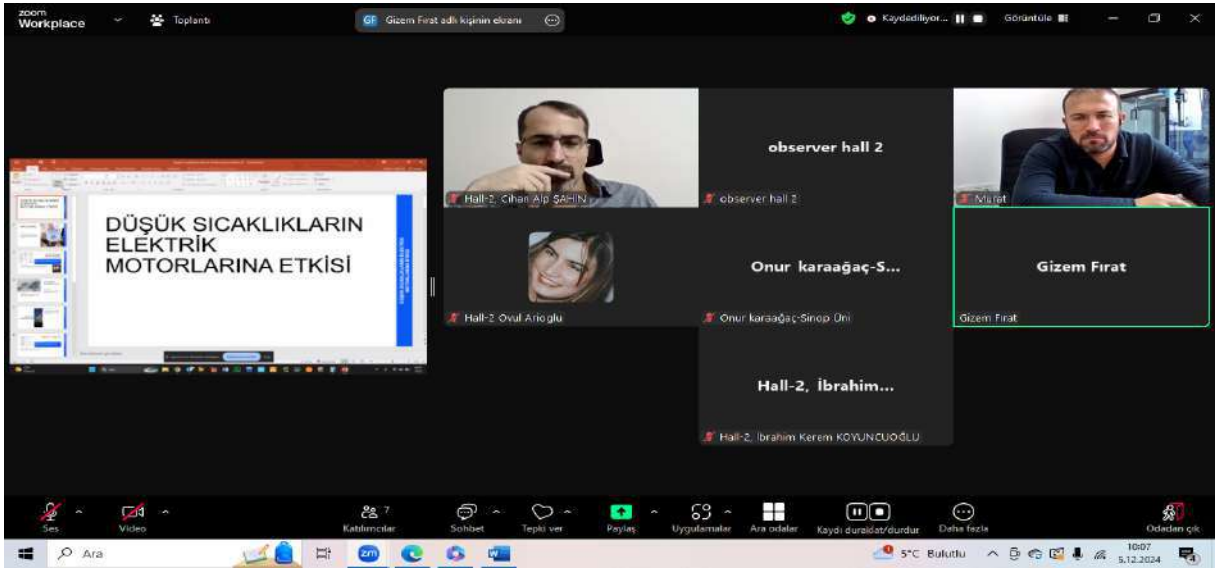 zoom
Workplace
Toplantı
GF Gizem Fırat adlı kişinin ekranı
Kaydediliyor...
Görüntüle
DÜŞÜK SICAKLIKLARIN
ELEKTRİK
MOTORLARINA ETKİSİ
Hall-2, Cihan Alp ŞAHİN
observer hall 2
observer hall 2
Murat
Hall-2 Ovul Arioglu
Onur karaağaç-S...
Onur karaağaç-Sinop Üni
Gizem Fırat
Gizem Fırat
Hall-2, İbrahim...
Hall-2, İbrahim Kerem KOYUNCUOĞLU
Ses
Video
7
Katılımcılar
Sohbet
Tepki ver
Paylaş
Uygulamalar
Ara odalar
Kaydı duraklat/durdur
Daha fazla
Odadan çık
Ara
zm
5°C Bulutlu
10:07
5.12.2024